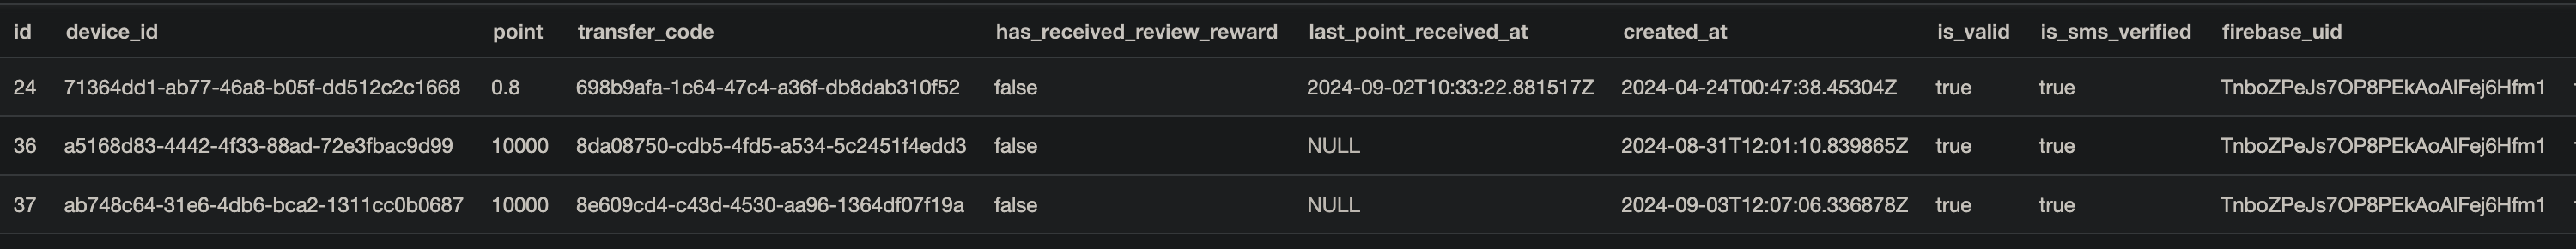 id device_id point transfer_code has_received_review_reward last_point_received_at created_at is_valid is_sms_verified firebase_uid
24 71364dd1-ab77-46a8-b05f-dd512c2c1668 0.8 698b9afa-1c64-47c4-a36f-db8dab310f52 false 2024-09-02T10:33:22.881517Z 2024-04-24T00:47:38.45304Z true true TnboZPeJs7OP8PEkAoAlFej6Hfm1
36 a5168d83-4442-4f33-88ad-72e3fbac9d99 10000 8da08750-cdb5-4fd5-a534-5c2451f4edd3 false NULL 2024-08-31T12:01:10.839865Z true true TnboZPeJs7OP8PEkAoAlFej6Hfm1
37 ab748c64-31e6-4db6-bca2-1311cc0b0687 10000 8e609cd4-c43d-4530-aa96-1364df07f19a false NULL 2024-09-03T12:07:06.336878Z true true TnboZPeJs7OP8PEkAoAlFej6Hfm1